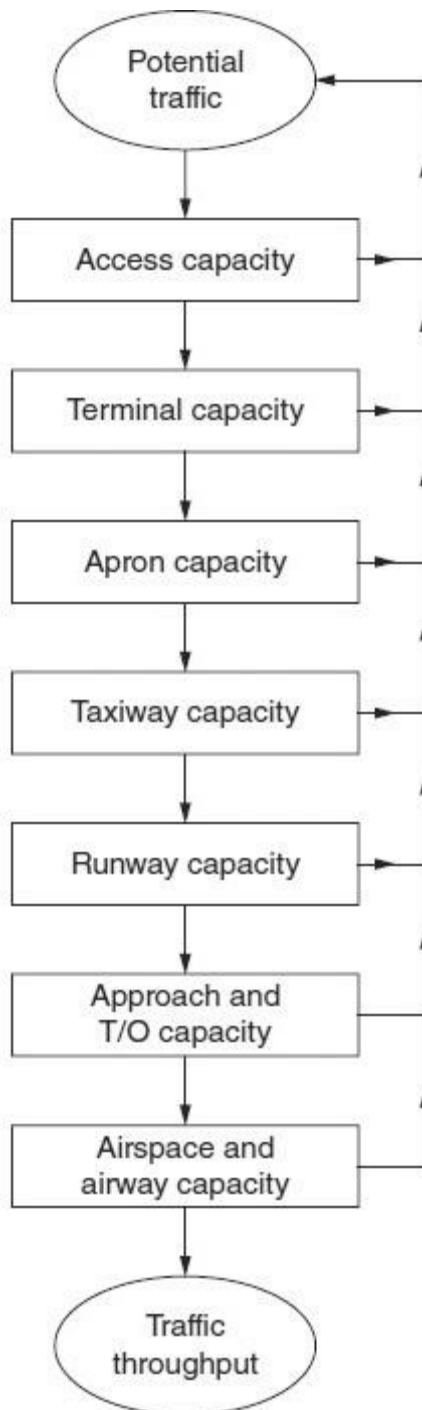 Potential
traffic
Access capacity
Terminal capacity
Apron capacity
Taxiway capacity
Runway capacity
Approach and
T/O capacity
Airspace and
airway capacity
Traffic
throughput